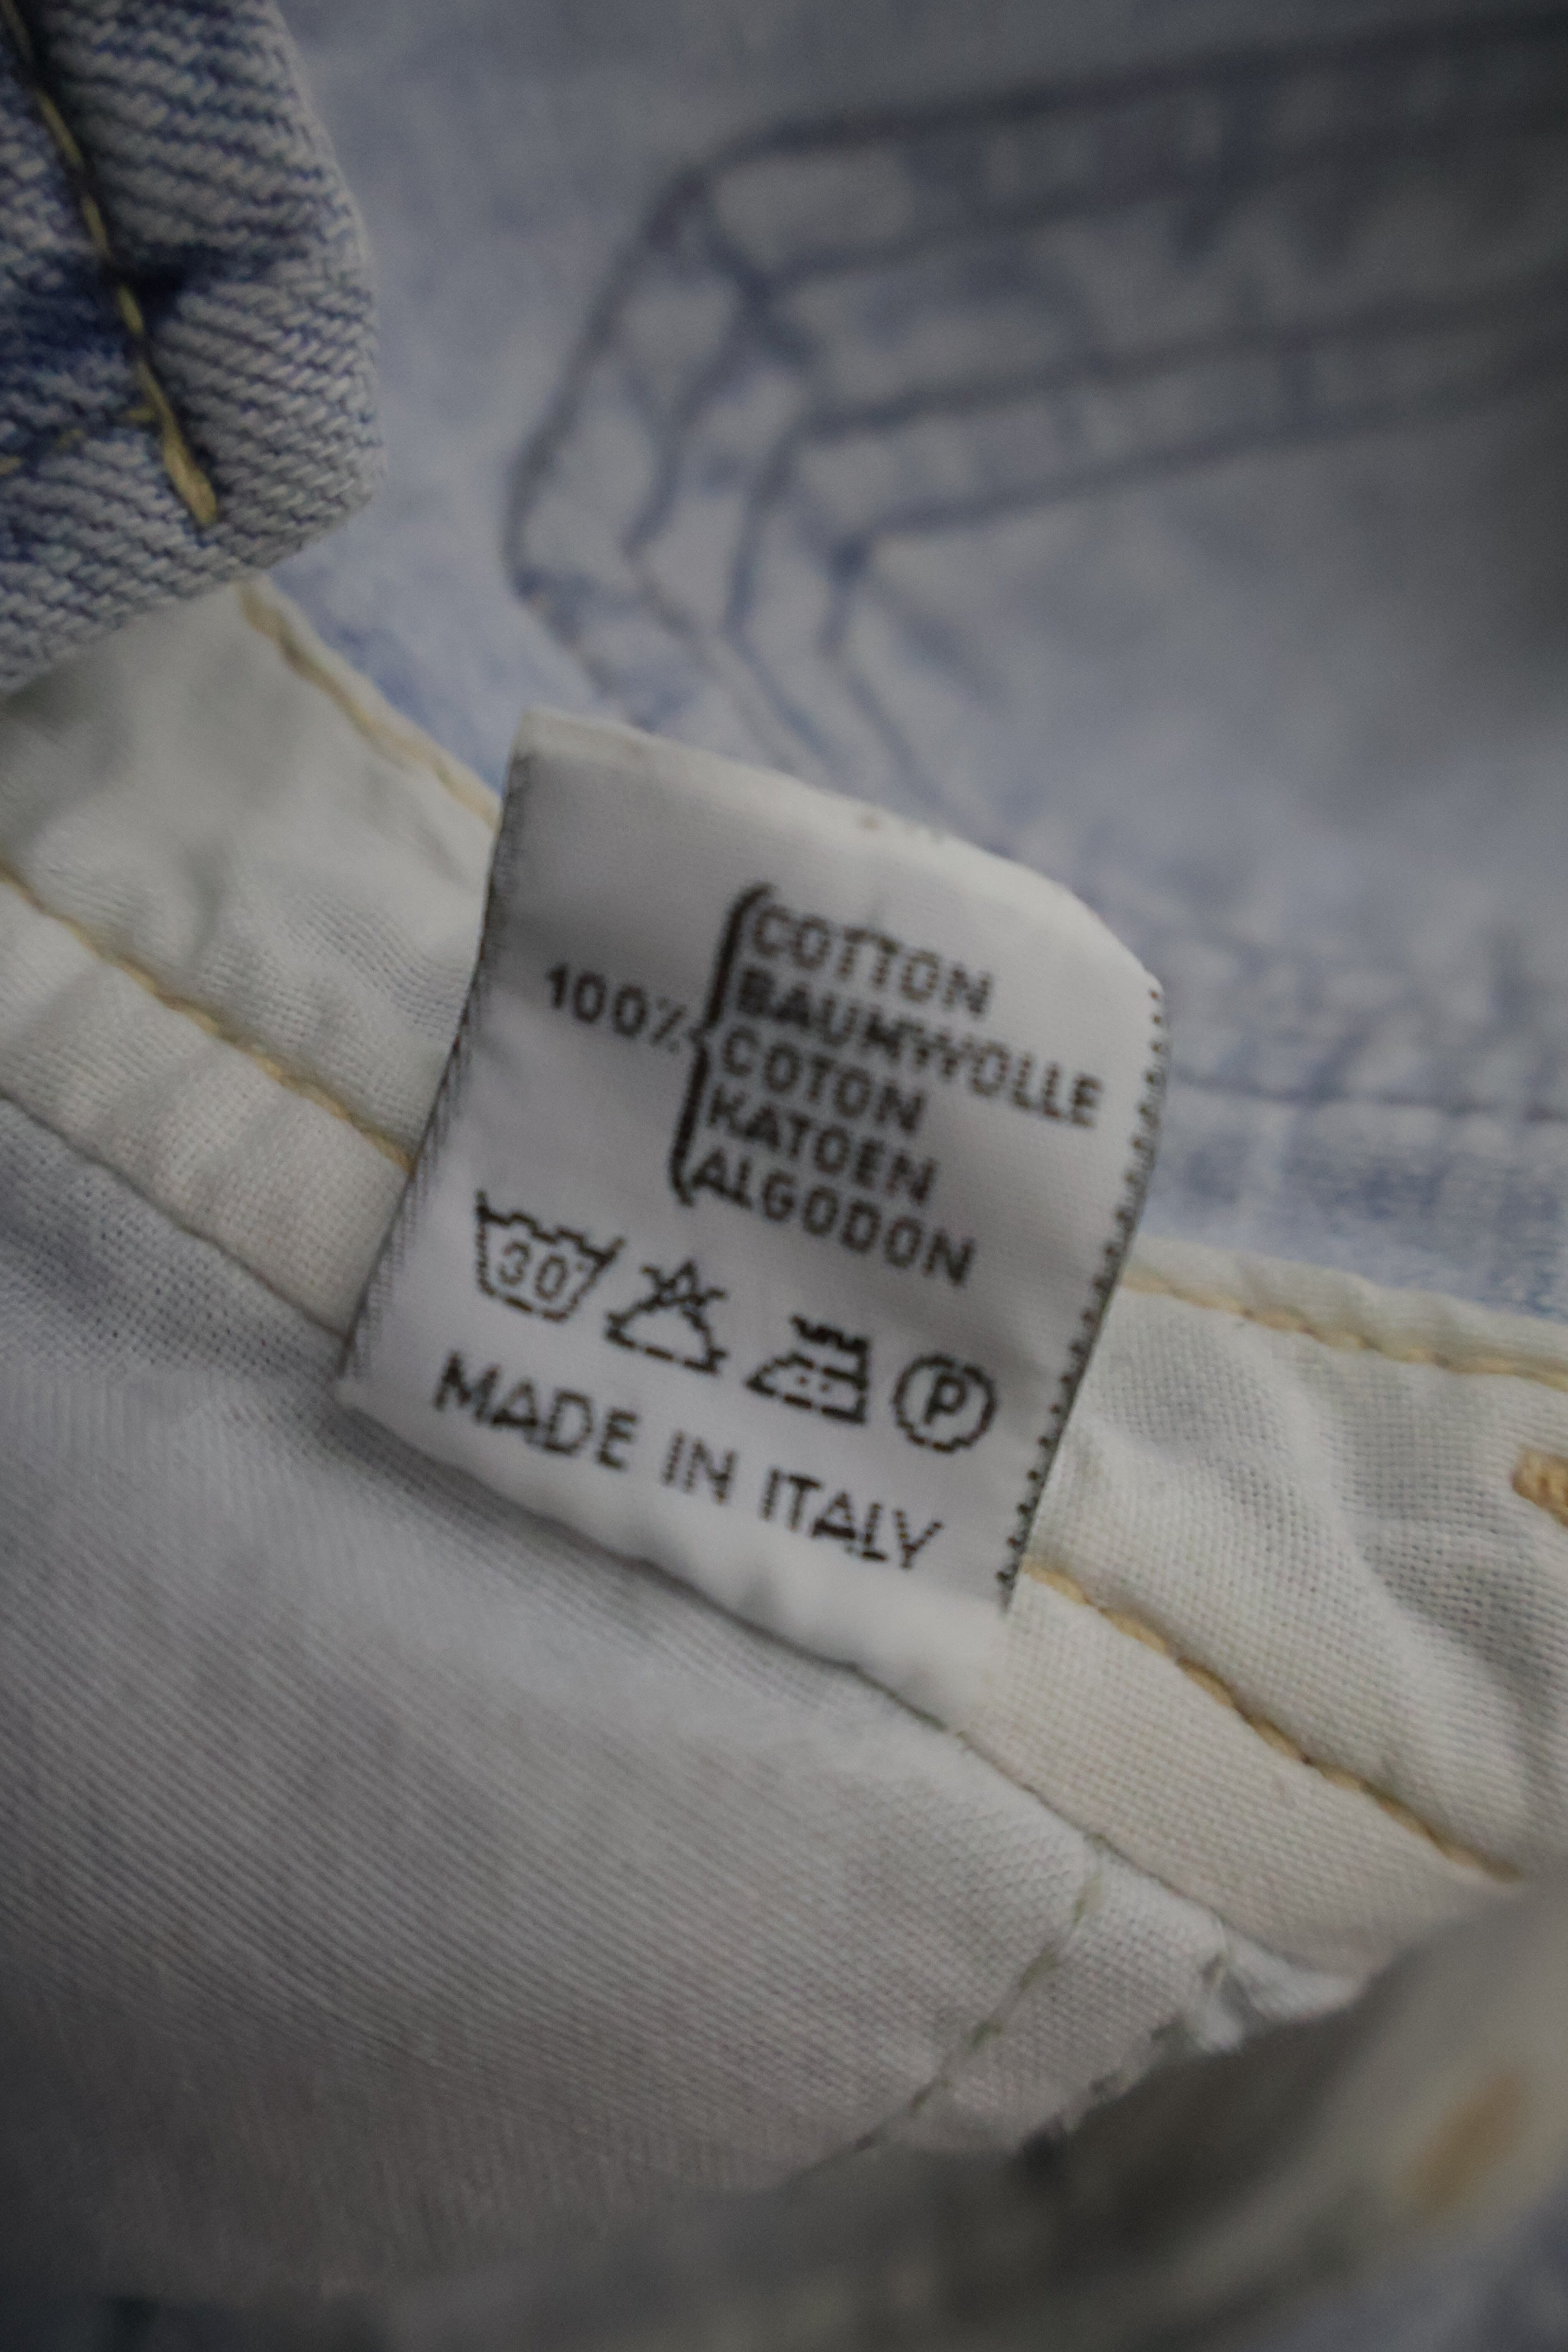 100%
COTTON
BAUMWOLLE
COTON
KATOEN
ALGODON
30°
P
MADE IN ITALY